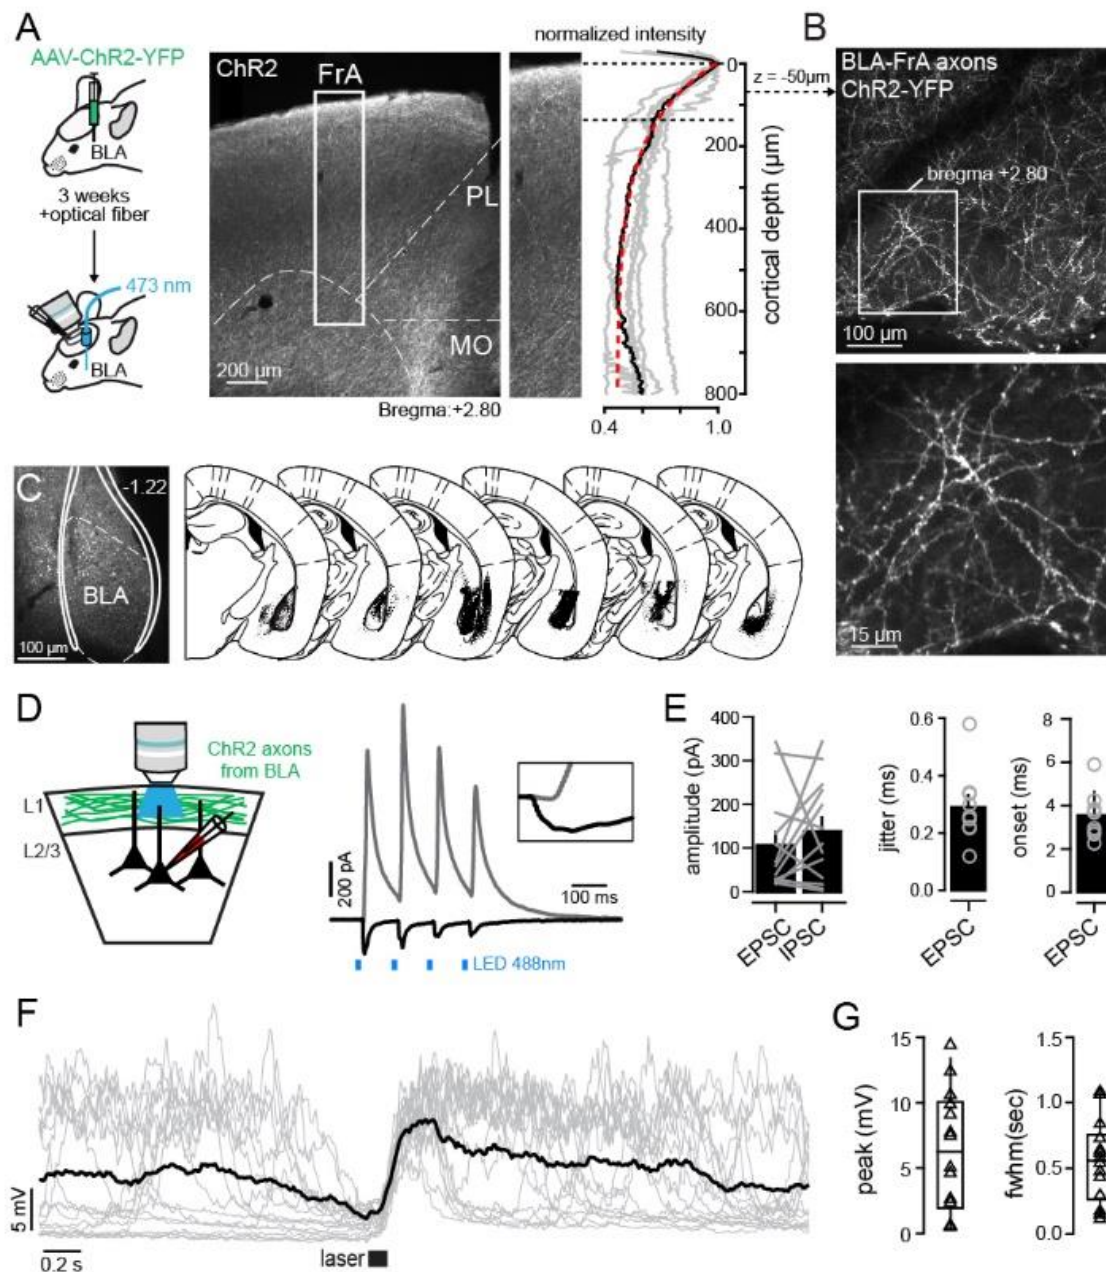 A
AAV-ChR2-YFP
BLA
3 weeks
+optical fiber
473 nm
BLA
ChR2
FrA
PL
MO
200 μm
Bregma:+2.80
normalized intensity
z = -50μm
0
200
400
600
800
cortical depth (μm)
0.4
1.0
B
BLA-FrA axons
ChR2-YFP
bregma +2.80
100 μm
15 μm
C
-1.22
BLA
100 μm
D
ChR2 axons
from BLA
L1
L2/3
200 pA
100 ms
LED 488nm
E
amplitude (pA)
400
300
200
100
0
EPSC
IPSC
jitter (ms)
0.6
0.4
0.2
0.0
EPSC
onset (ms)
8
6
4
2
0
EPSC
F
5 mV
0.2 s
laser
G
peak (mV)
15
10
5
0
fwhm(sec)
1.5
1.0
0.5
0.0